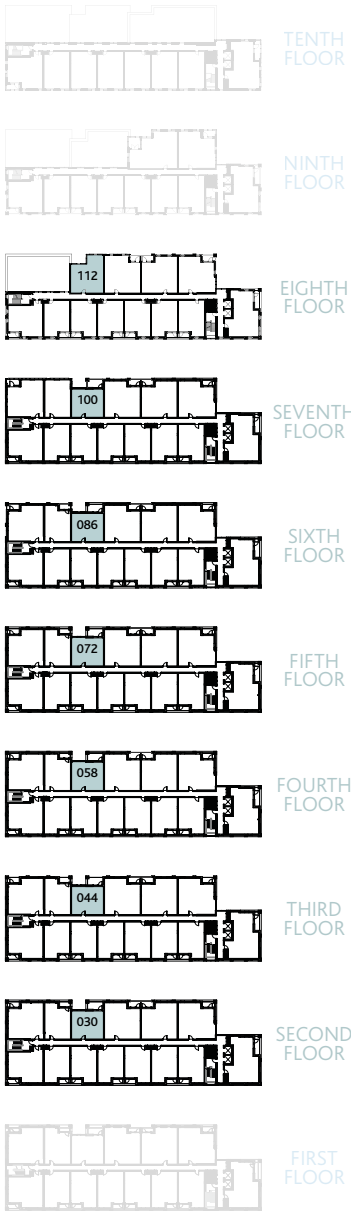 TENTH
FLOOR
NINTH
FLOOR
112
EIGHTH
FLOOR
100
SEVENTH
FLOOR
086
SIXTH
FLOOR
072
FIFTH
FLOOR
058
FOURTH
FLOOR
044
THIRD
FLOOR
030
SECOND
FLOOR
FIRST
FLOOR